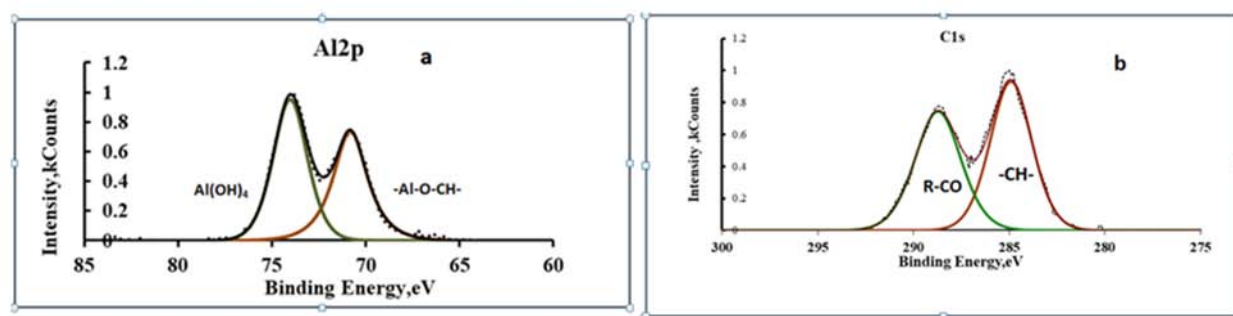 Al2p
a
1.2
1
0.8
0.6
0.4
0.2
0
Intensity,kCounts
Al(OH)₄
-Al-O-CH-
85 80 75 70 65 60
Binding Energy,eV
C1s
b
1.2
1
0.8
0.6
0.4
0.2
0
Intensity ,kCounts
R-CO
-CH-
300 295 290 285 280 275
Binding Energy,eV